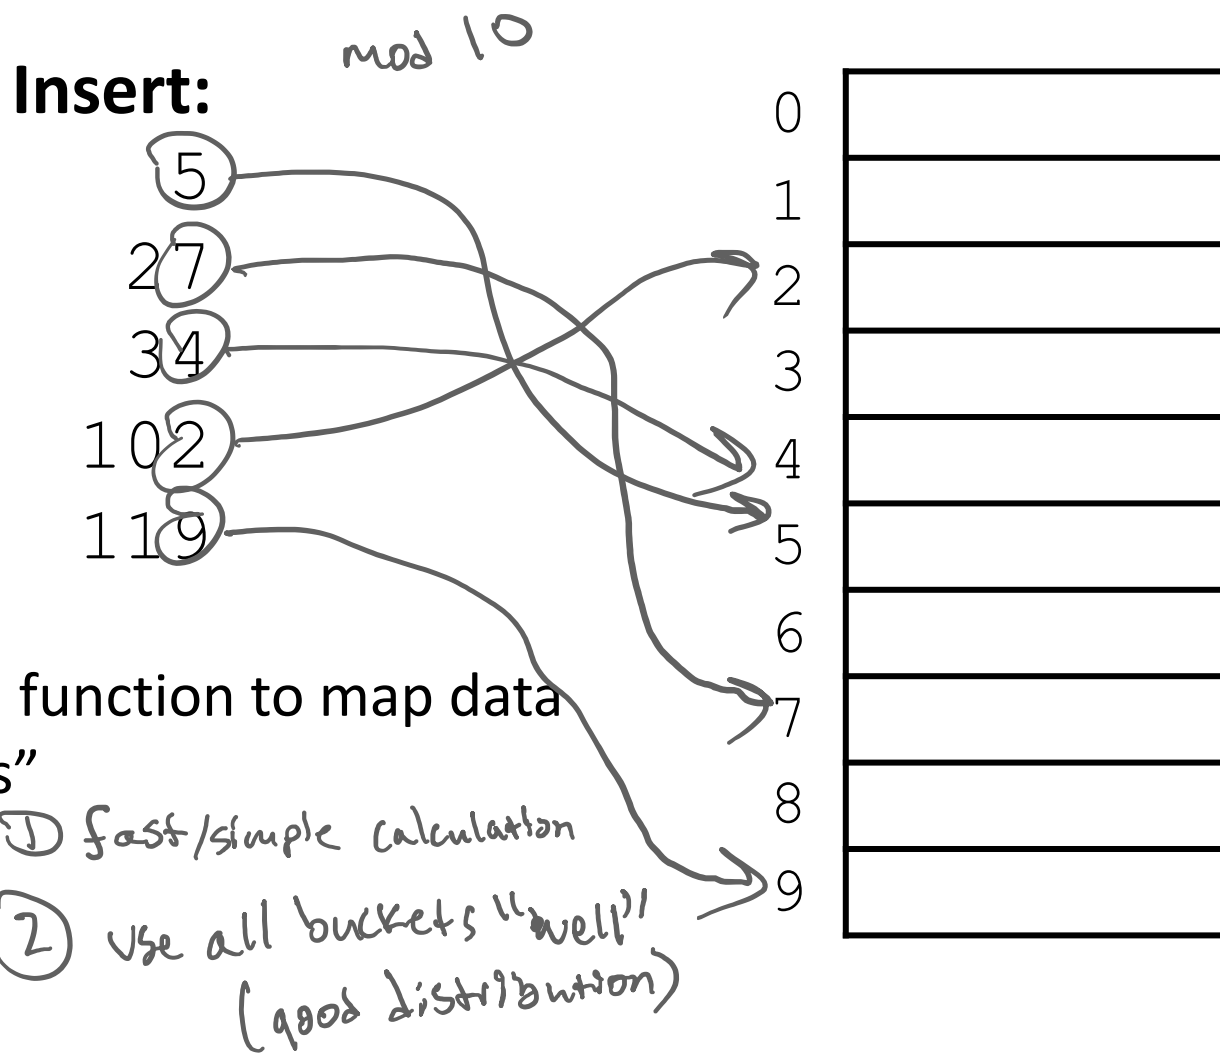 mod 10
Insert:
5
27
34
102
119
0
1
2
3
4
5
6
7
8
9
function to map data
s”
1 fast/simple calculation
2 use all buckets "well"
(good distribution)